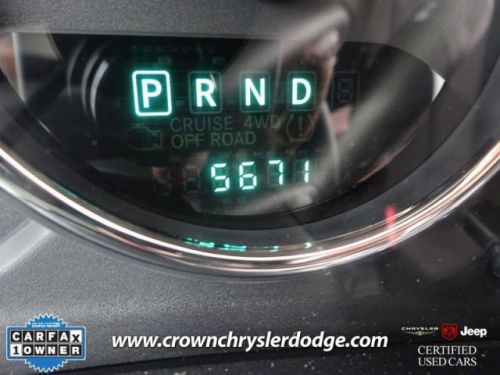 P R N D
CRUISE 4WD
OFF ROAD
5671
CARFAX
1 OWNER
www.crownchryslerdodge.com
CHRYSLER
Jeep
CERTIFIED
USED CARS